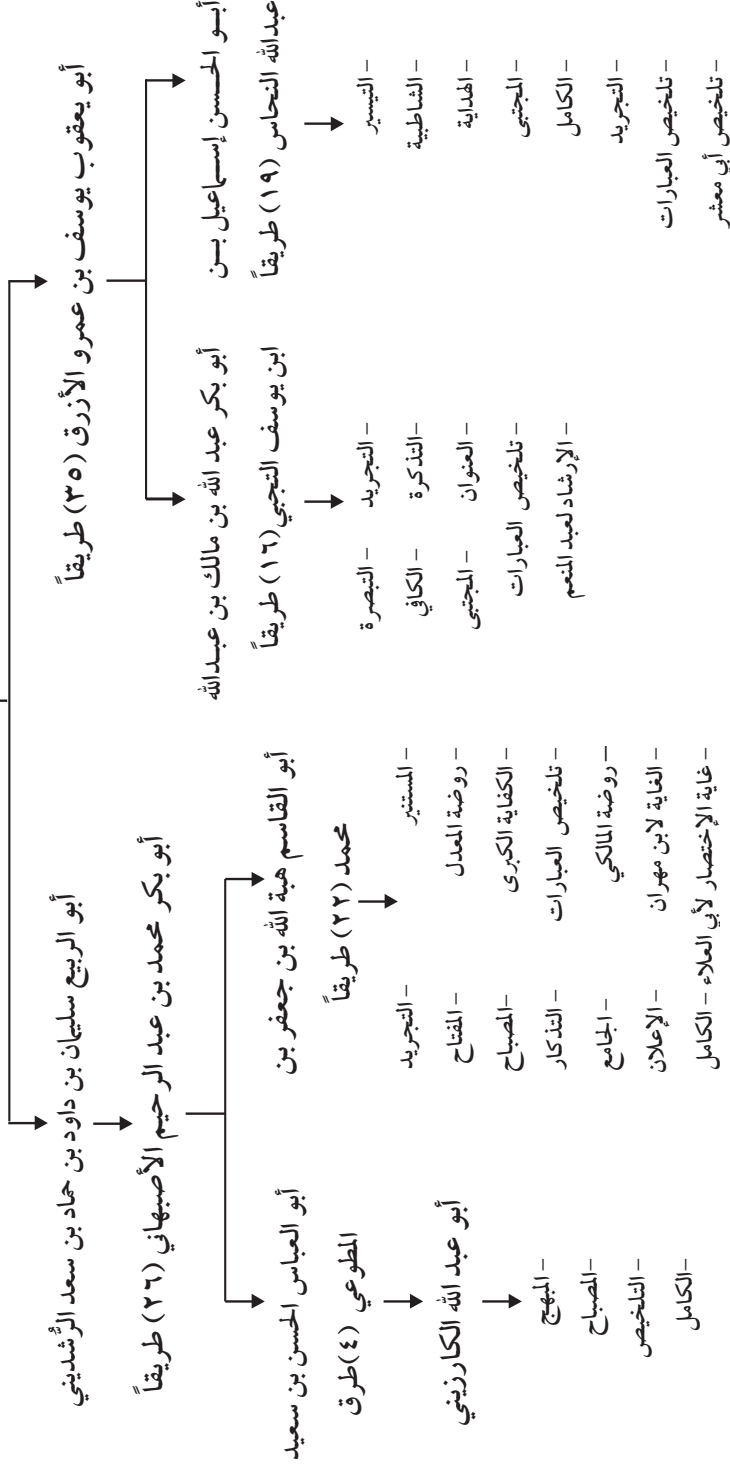 أبو يعقوب يوسف بن عمرو الأزرق (٣٥) طريقاً
أبو الحسن إسماعيل بن
عبدالله النحاس (١٩) طريقاً
– التيسير
– الشاطبية
– الهداية
– المجتبى
– الكامل
– التجريد
– تلخيص العبارات
– تلخيص أبي معشر
أبو بكر عبد الله بن مالك بن عبدالله
ابن يوسف التجيبي (١٦) طريقاً
– التجريد
– التبصرة
– التذكرة
– الكافي
– العنوان
– المجتبى
– تلخيص العبارات
– الإرشاد لعبد المنعم
أبو الربيع سليمان بن داود بن حماد بن سعد الرُّشديني
أبو بكر محمد بن عبد الرحيم الأصبهاني (٢٦) طريقاً
أبو القاسم هبة الله بن جعفر بن
محمد (٢٢) طريقاً
– المستنير
– التجريد
– روضة المعدل
– المفتاح
– الكفاية الكبرى
– المصباح
– تلخيص العبارات
– التذكار
– روضة المالكي
– الجامع
– الغاية لابن مهران
– الإعلان
– غاية الإختصار لأبي العلاء
– الكامل
أبو العباس الحسن بن سعيد
المطوعي (٤) طرق
أبو عبد الله الكارزيني
– المبهج
– المصباح
– التلخيص
– الكامل